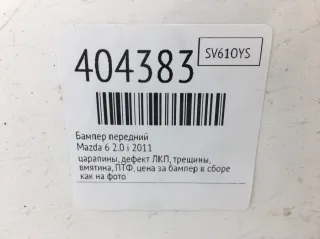 404383
SV610YS
Бампер передний
Mazda 6 2.0 i 2011
царапины, дефект ЛКП, трещины,
вмятина, ПТФ, цена за бампер в сборе
как на фото